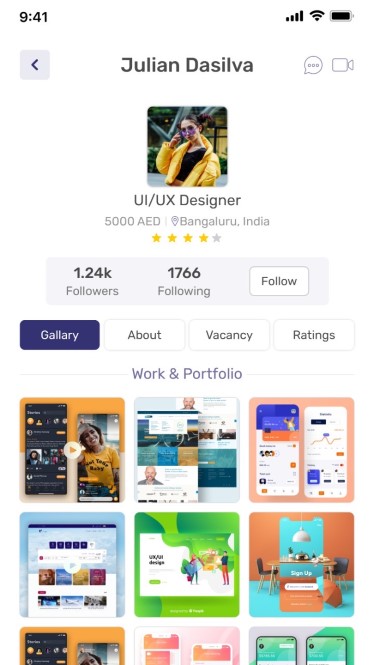 9:41
Julian Dasilva
UI/UX Designer
5000 AED | Bangaluru, India
1.24k 1766
Followers Following Follow
Gallary About Vacancy Ratings
Work & Portfolio
Stories
Stories
UX/UI
design
Sign Up
Stories